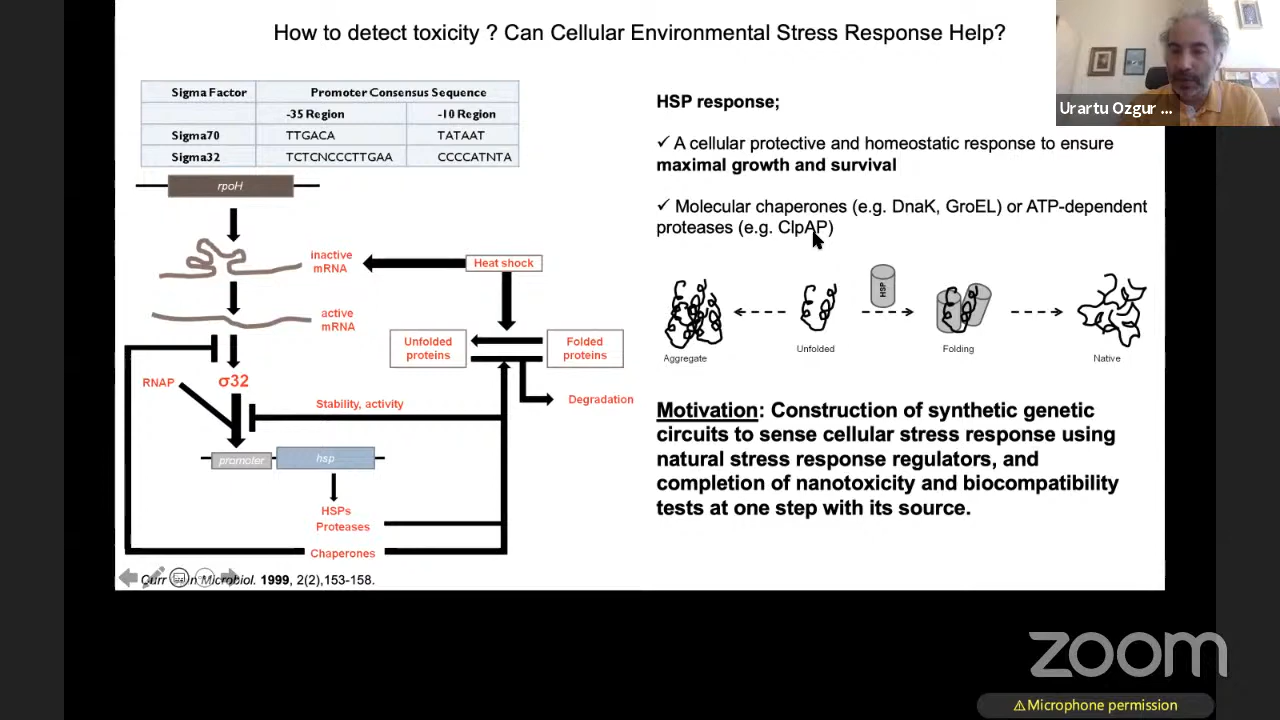 How to detect toxicity ? Can Cellular Environmental Stress Response Help?
Urartu Ozgur ...
Sigma Factor Promoter Consensus Sequence
-35 Region -10 Region
Sigma70 TTGACA TATAAT
Sigma32 TCTCNCCCTTGAA CCCCATNTA
rpoH
inactive
mRNA
Heat shock
active
mRNA
Unfolded
proteins
Folded
proteins
RNAP
σ32
Stability, activity
Degradation
promoter
hsp
HSPs
Proteases
Chaperones
Microbiol. 1999, 2(2),153-158.
HSP response;
✓ A cellular protective and homeostatic response to ensure
maximal growth and survival
✓ Molecular chaperones (e.g. DnaK, GroEL) or ATP-dependent
proteases (e.g. ClpAP)
HSP
Aggregate
Unfolded
Folding
Native
Motivation: Construction of synthetic genetic
circuits to sense cellular stress response using
natural stress response regulators, and
completion of nanotoxicity and biocompatibility
tests at one step with its source.
zoom
⚠Microphone permission